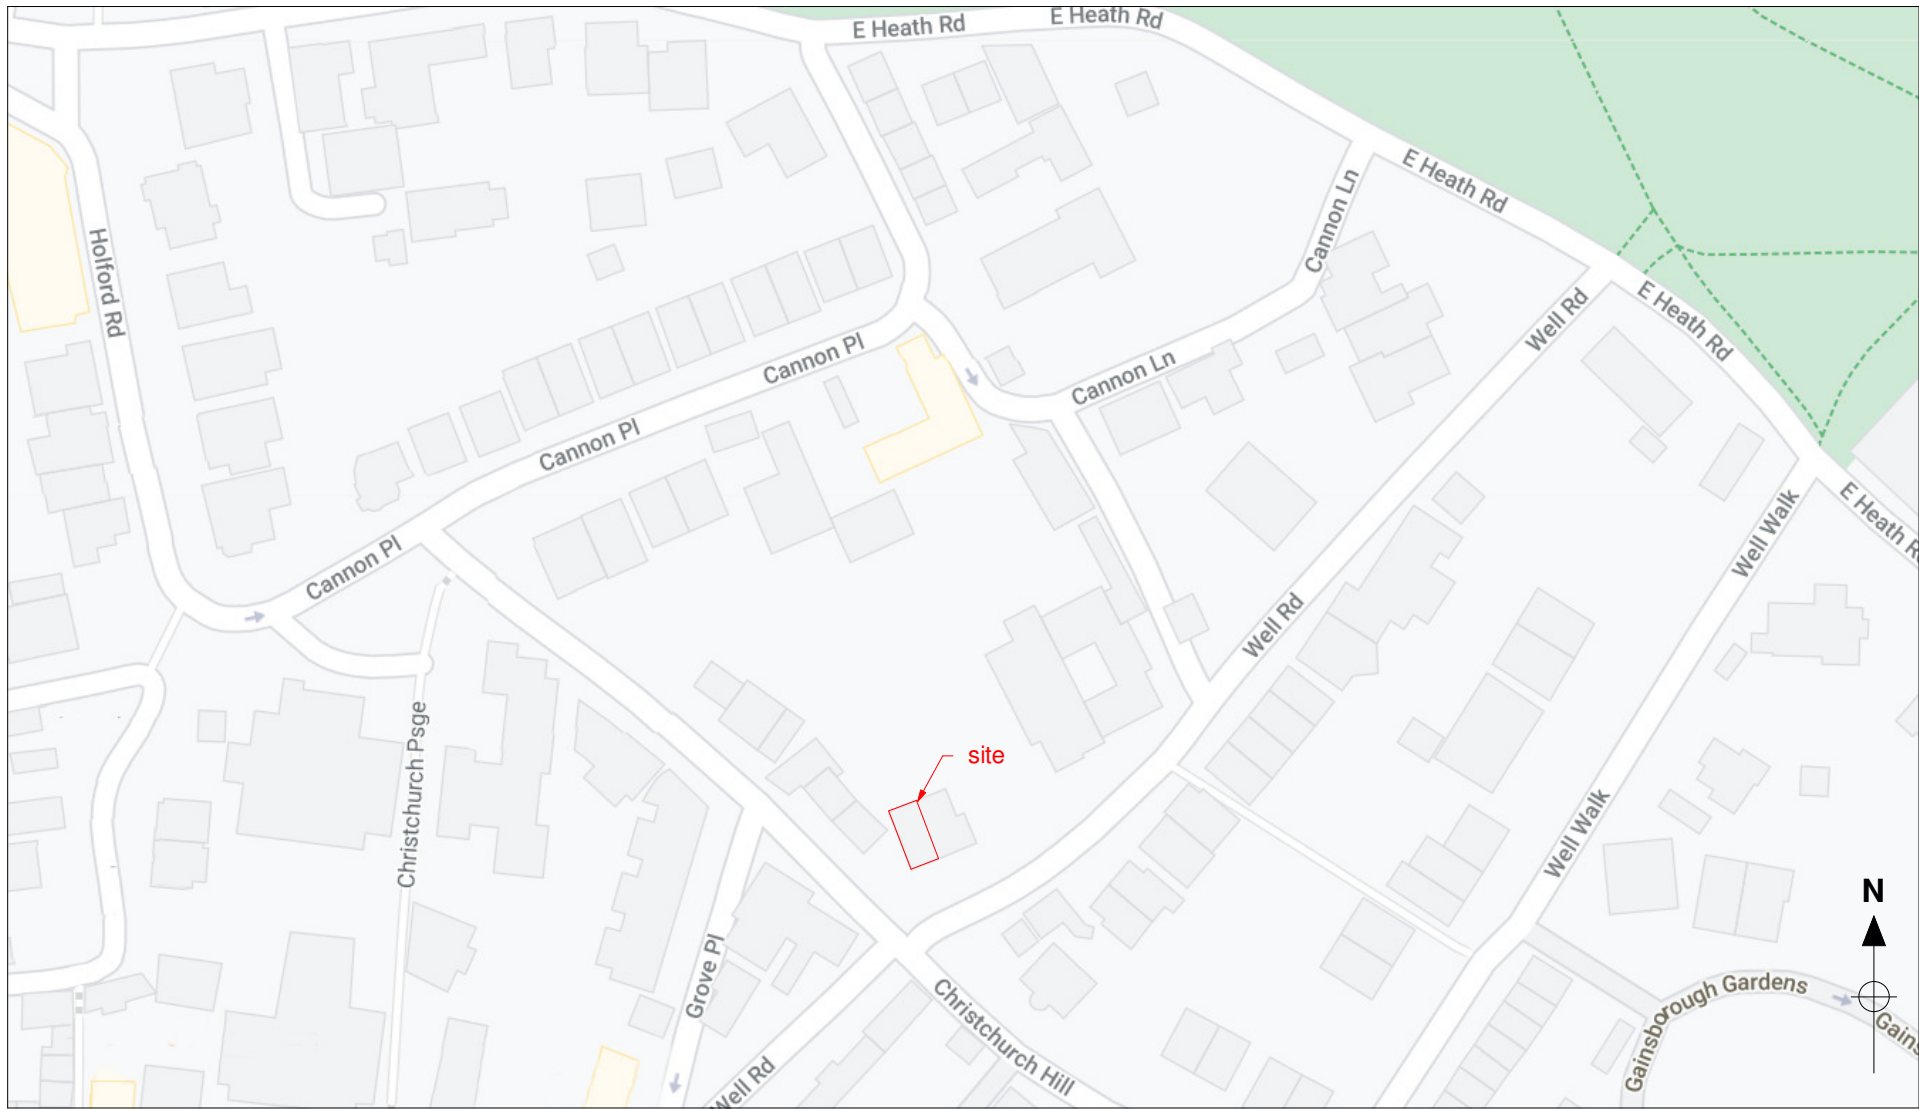 E Heath Rd
E Heath Rd
E Heath Rd
Cannon Ln
Holford Rd
E Heath Rd
Well Rd
Cannon Pl
Cannon Ln
Cannon Pl
E Heath R
Well Walk
Cannon Pl
Well Rd
Christchurch Psge
site
Well Walk
N
Grove Pl
Christchurch Hill
Gainsborough Gardens
Gains
Well Rd